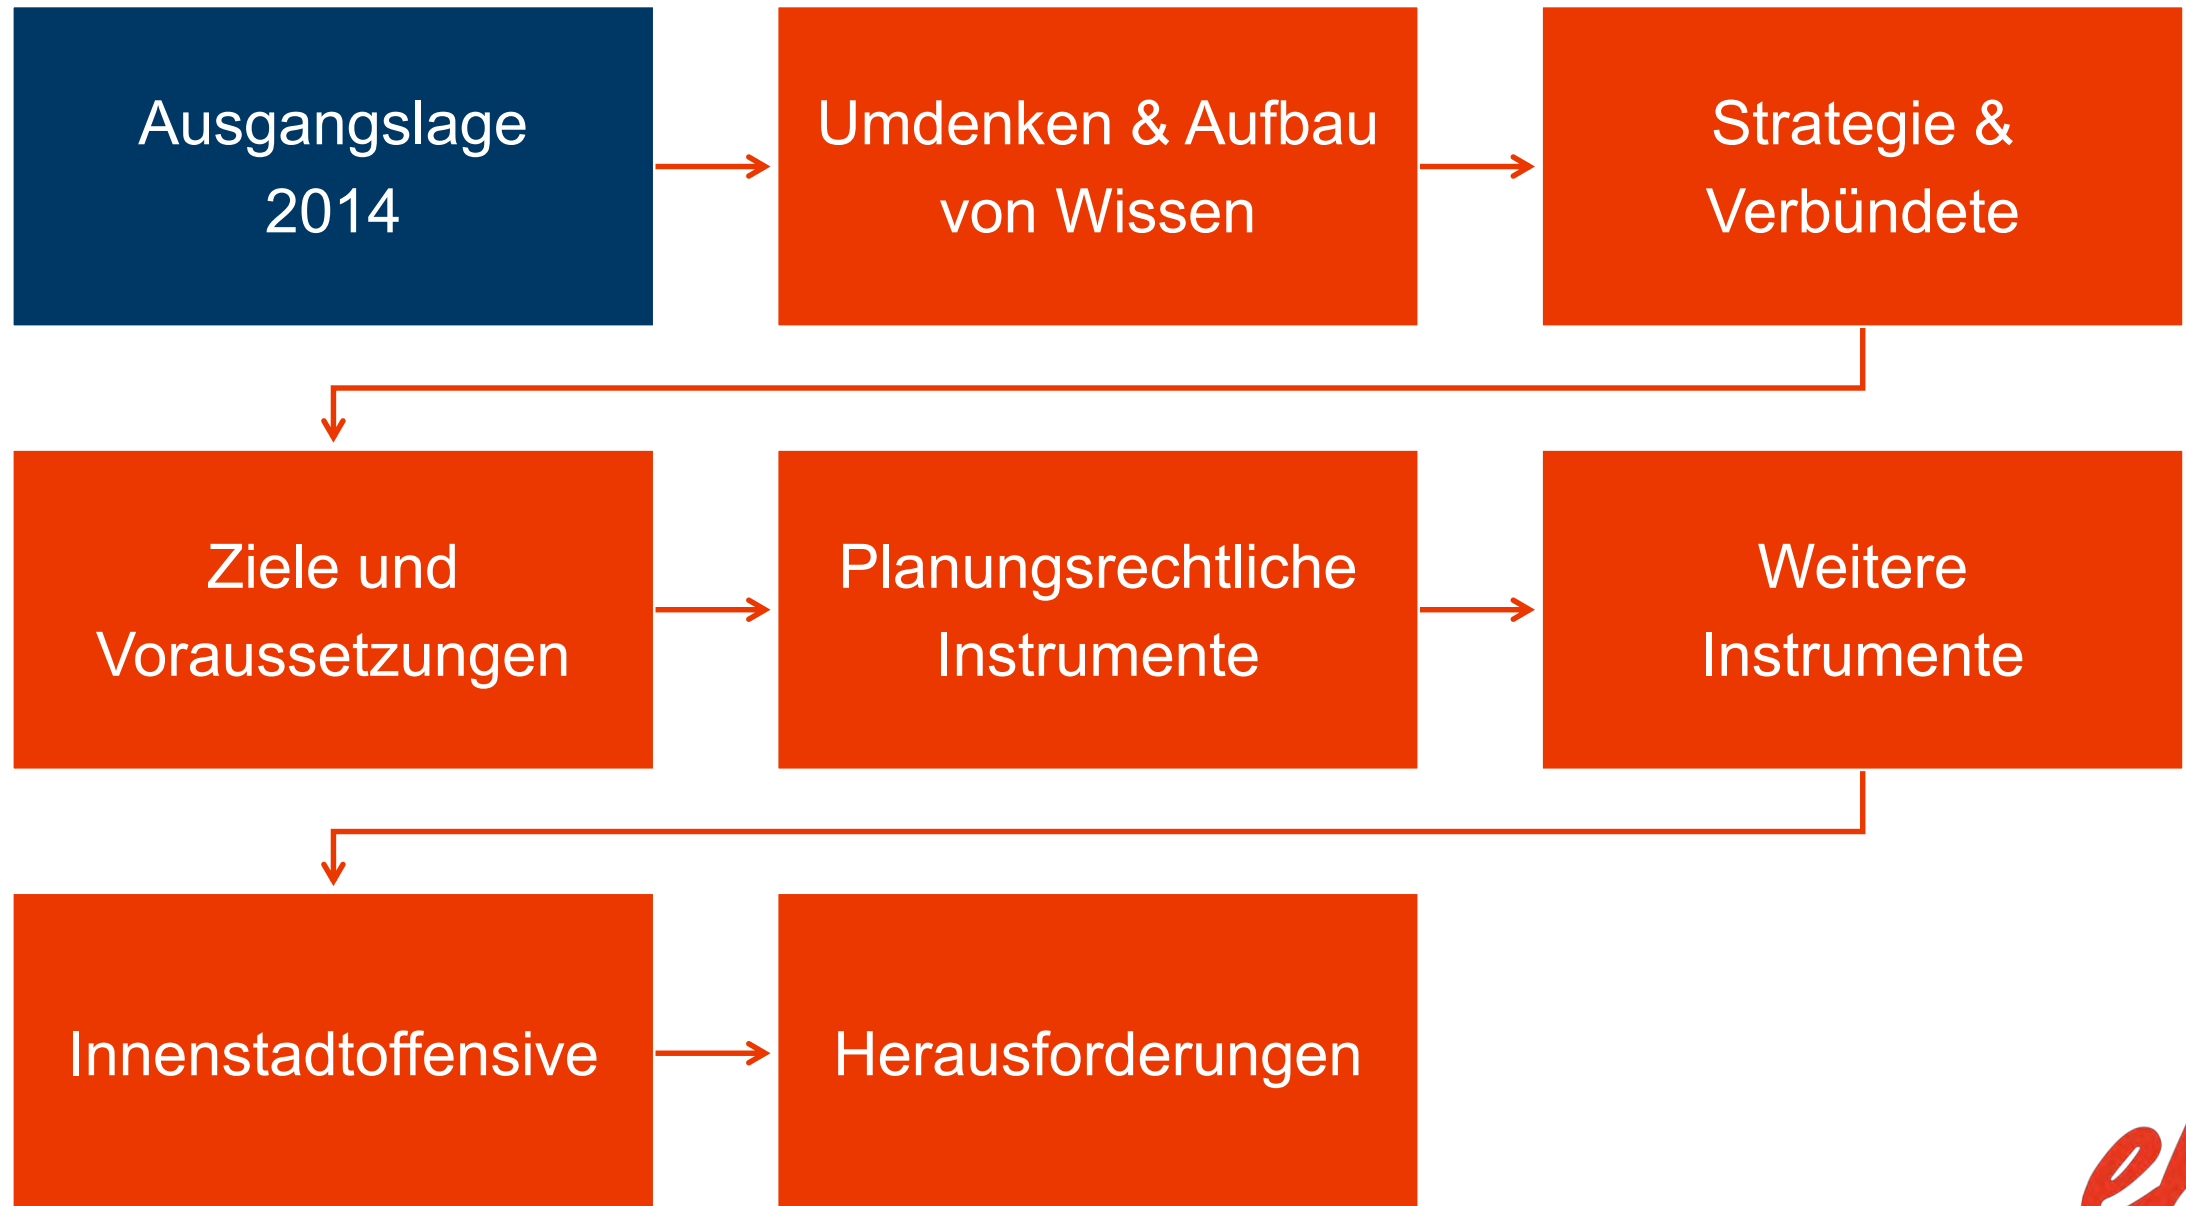 Ausgangslage
2014
Umdenken & Aufbau
von Wissen
Strategie &
Verbündete
Ziele und
Voraussetzungen
Planungsrechtliche
Instrumente
Weitere
Instrumente
Innenstadtoffensive
Herausforderungen